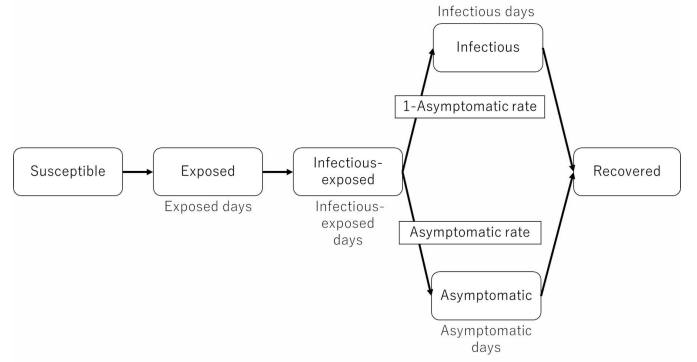 Infectious days
Infectious
1-Asymptomatic rate
Susceptible
Exposed
Exposed days
Infectious-
exposed
Infectious-
exposed
days
Recovered
Asymptomatic rate
Asymptomatic
Asymptomatic
days